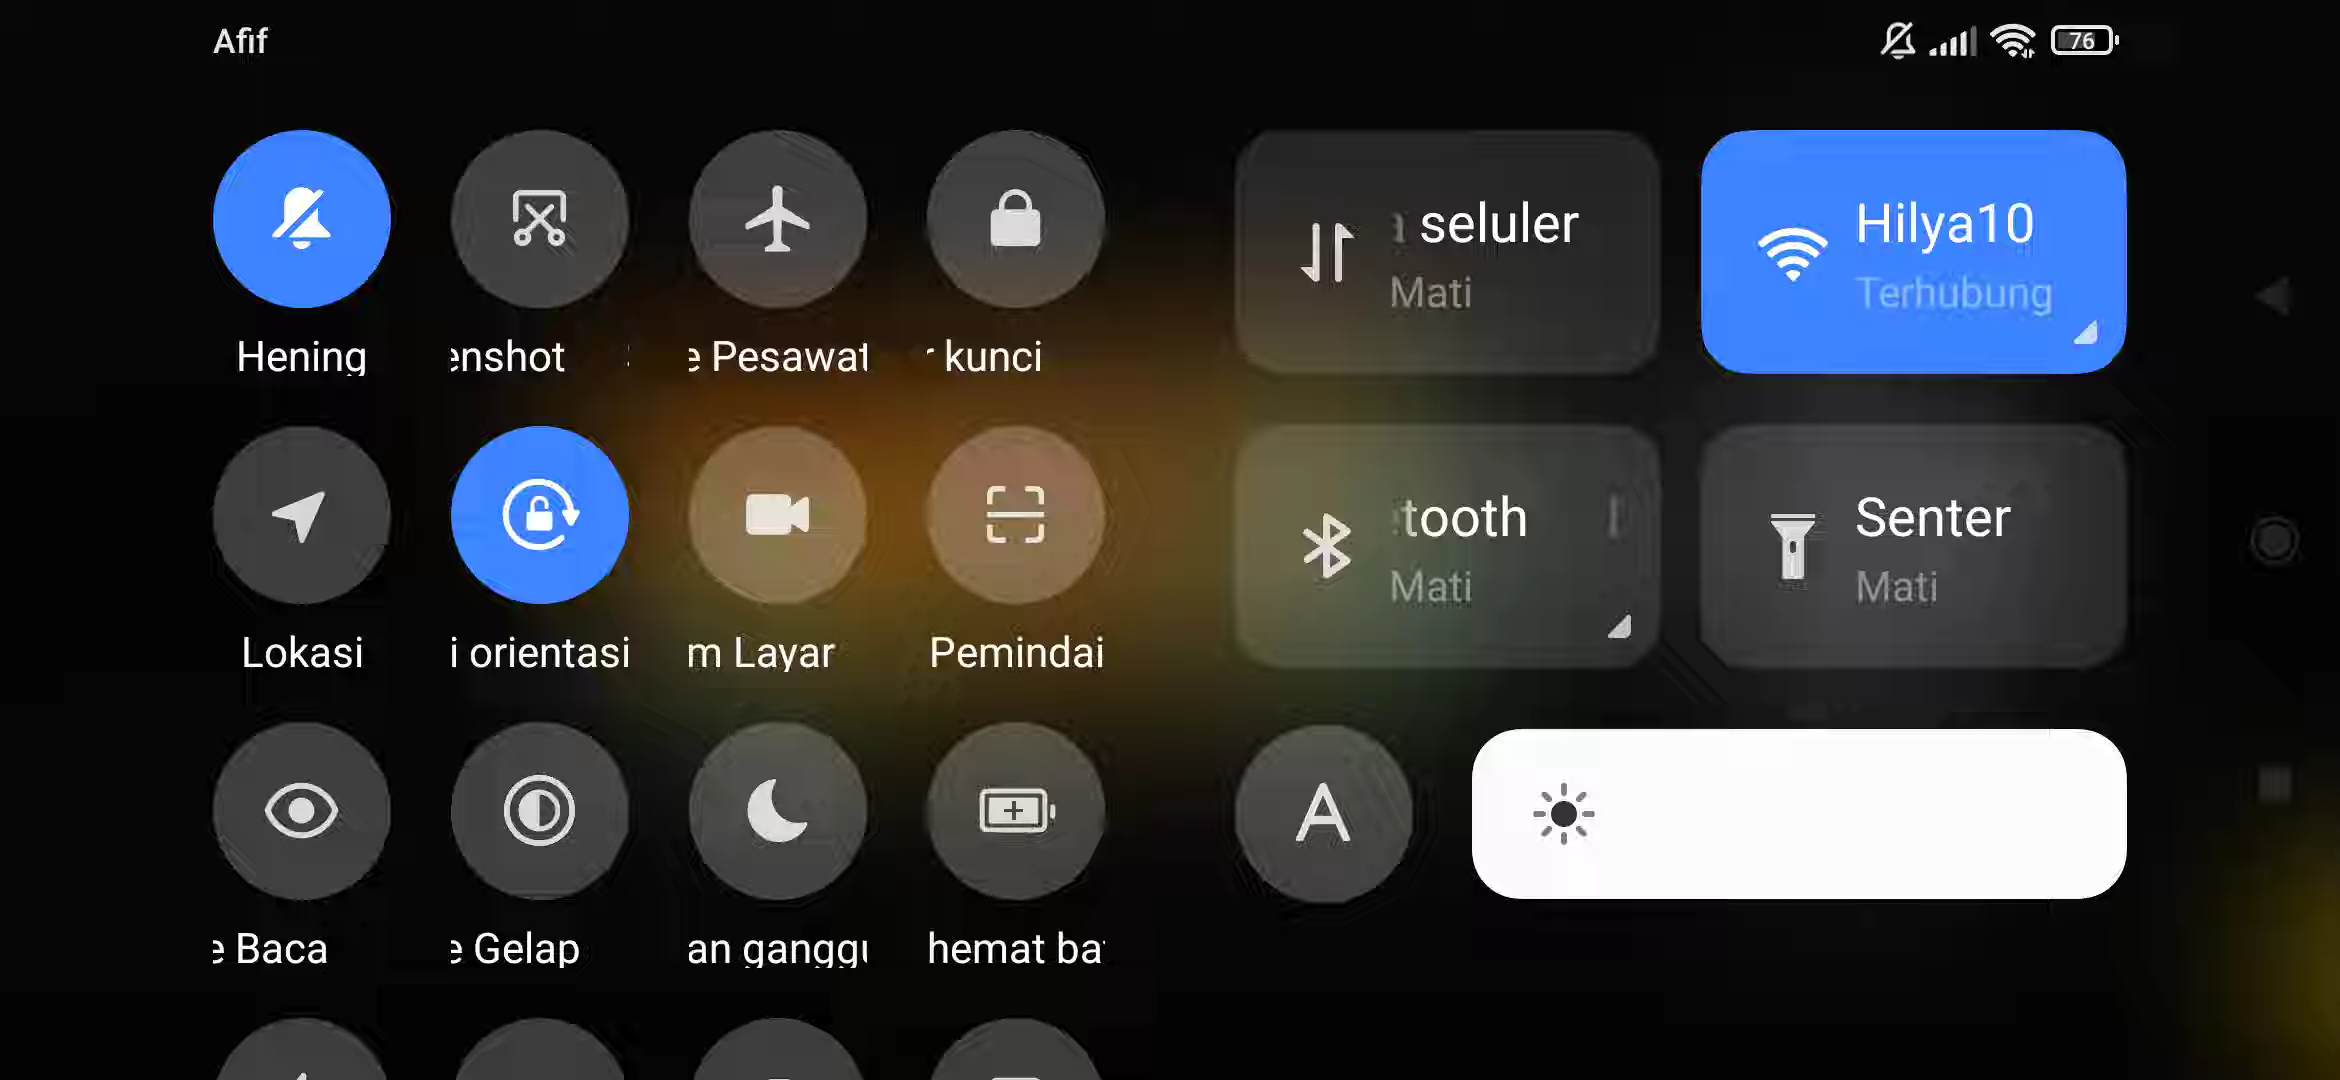 Afif
76
Hening
enshot
e Pesawat
r kunci
seluler
Mati
Hilya10
Terhubung
Lokasi
i orientasi
m Layar
Pemindai
tooth
Mati
Senter
Mati
A
e Baca
e Gelap
an ganggu
hemat bat